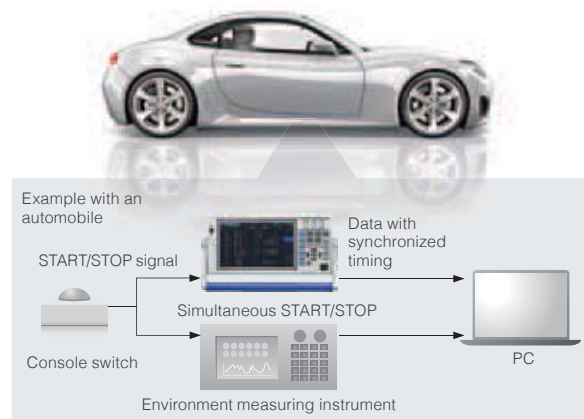 Example with an
automobile
START/STOP signal
Data with
synchronized
timing
Simultaneous START/STOP
Console switch
PC
Environment measuring instrument